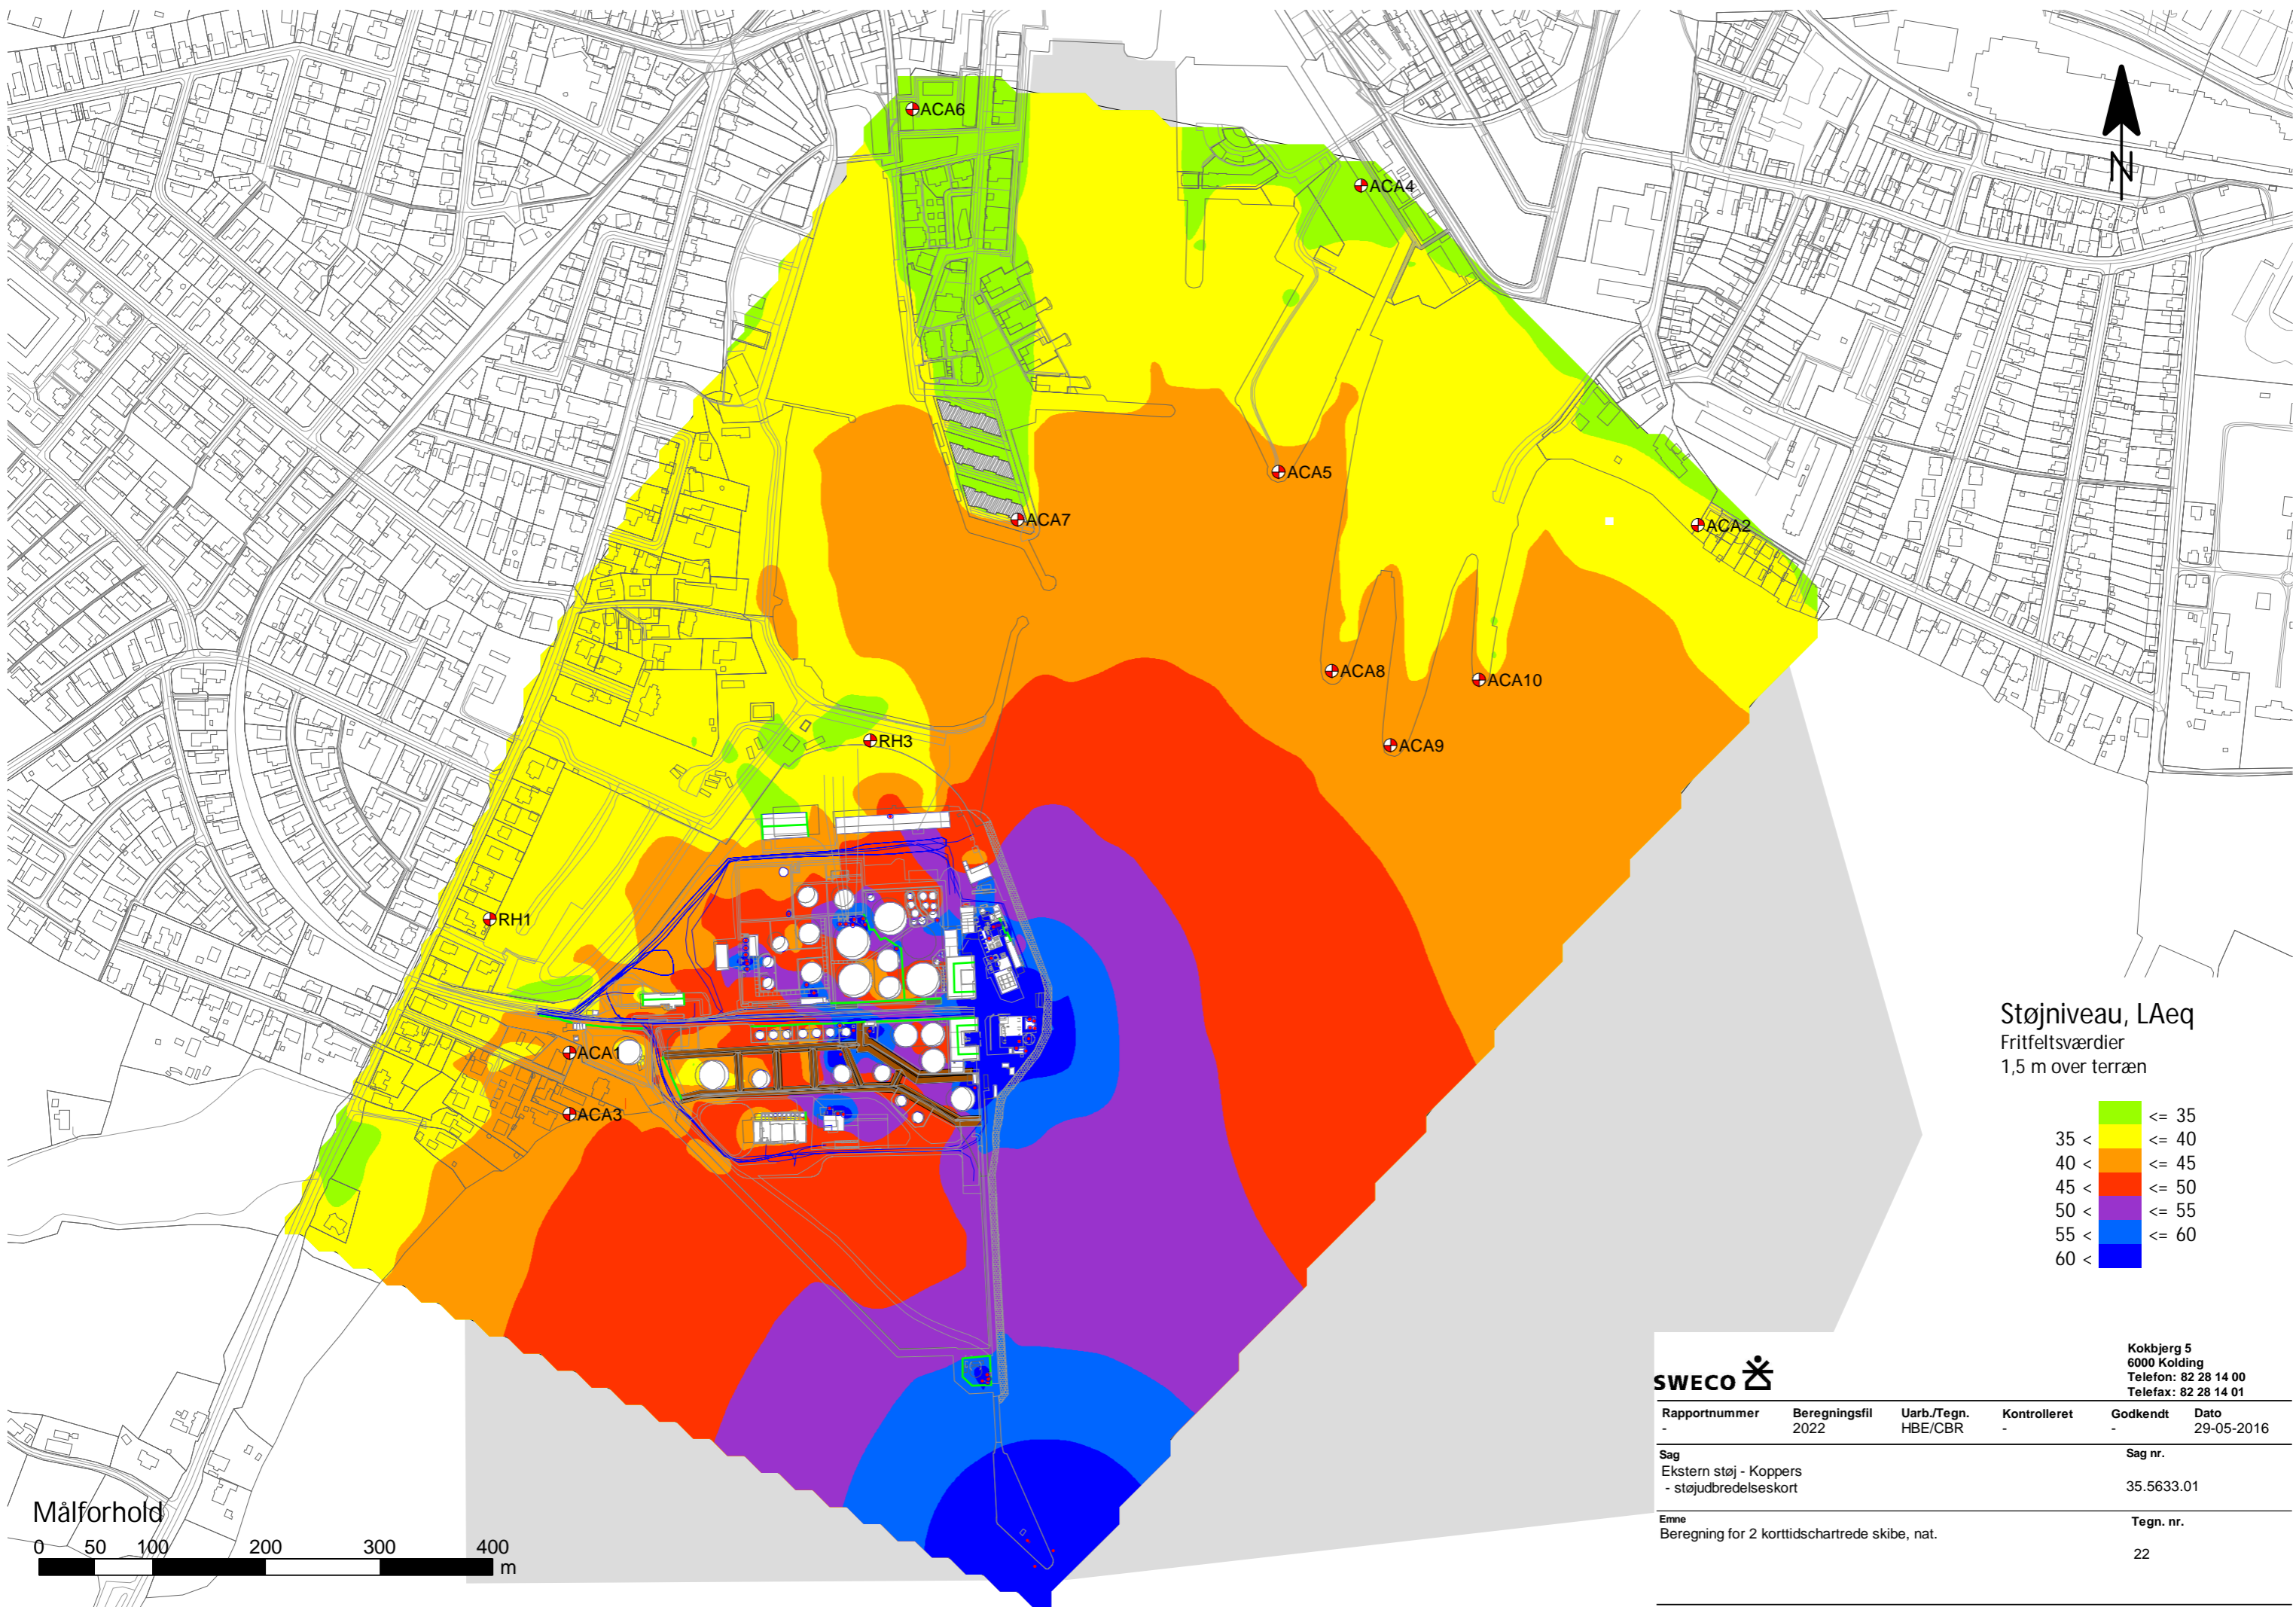 ACA6
ACA4
N
ACA5
ACA7
ACA2
ACA8
ACA10
RH3
ACA9
RH1
ACA1
ACA3
Støjniveau, LAeq
Fritfeltsværdier
1,5 m over terræn
<= 35
35 < <= 40
40 < <= 45
45 < <= 50
50 < <= 55
55 < <= 60
60 <
Målforhold
0 50 100 200 300 400
m
SWECO
Kokbjerg 5
6000 Kolding
Telefon: 82 28 14 00
Telefax: 82 28 14 01
Rapportnummer Beregningsfil Uarb./Tegn. Kontrolleret Godkendt Dato
- 2022 HBE/CBR - - 29-05-2016
Sag Sag nr.
Ekstern støj - Koppers
- støjudbredelseskort 35.5633.01
Emne Tegn. nr.
Beregning for 2 korttidschartrede skibe, nat.
22